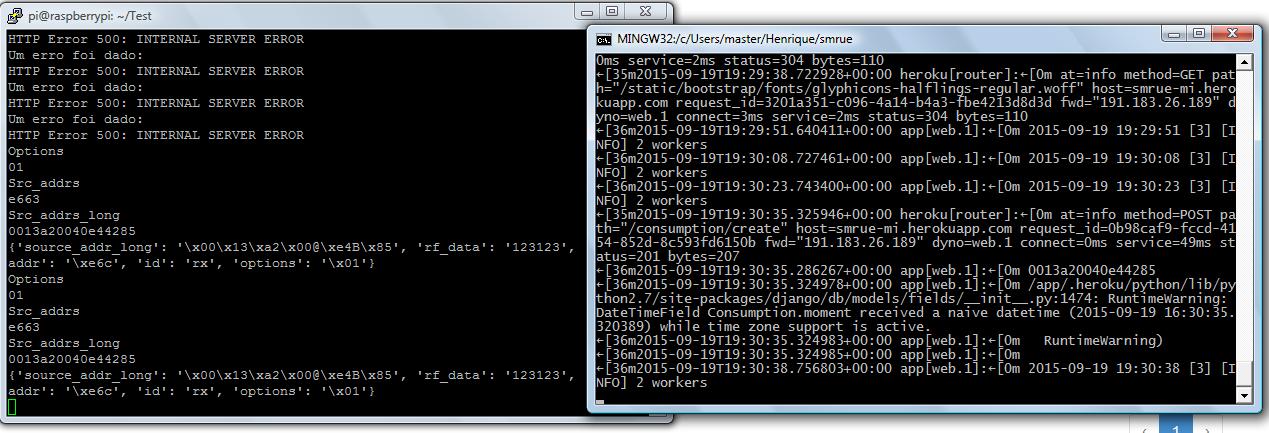 pi@raspberrypi: ~/Test
HTTP Error 500: INTERNAL SERVER ERROR
Um erro foi dado:
HTTP Error 500: INTERNAL SERVER ERROR
Um erro foi dado:
HTTP Error 500: INTERNAL SERVER ERROR
Um erro foi dado:
HTTP Error 500: INTERNAL SERVER ERROR
Options
01
Src_addrs
e663
Src_addrs_long
0013a20040e44285
{'source_addr_long': '\x00\x13\xa2\x00@\xe4B\x85', 'rf_data': '123123',
addr': '\xe6c', 'id': 'rx', 'options': '\x01'}
Options
01
Src_addrs
e663
Src_addrs_long
0013a20040e44285
{'source_addr_long': '\x00\x13\xa2\x00@\xe4B\x85', 'rf_data': '123123',
addr': '\xe6c', 'id': 'rx', 'options': '\x01'}
MINGW32:/c/Users/master/Henrique/smrue
0ms service=2ms status=304 bytes=110
←[35m2015-09-19T19:29:38.722928+00:00 heroku[router]:←[0m at=info method=GET pat
h="/static/bootstrap/fonts/glyphicons-halflings-regular.woff" host=smrue-mi.hero
kuapp.com request_id=3201a351-c096-4a14-b4a3-fbe4213d8d3d fwd="191.183.26.189" d
yno=web.1 connect=3ms service=2ms status=304 bytes=110
←[36m2015-09-19T19:29:51.640411+00:00 app[web.1]:←[0m 2015-09-19 19:29:51 [3] [I
NFO] 2 workers
←[36m2015-09-19T19:30:08.727461+00:00 app[web.1]:←[0m 2015-09-19 19:30:08 [3] [I
NFO] 2 workers
←[36m2015-09-19T19:30:23.743400+00:00 app[web.1]:←[0m 2015-09-19 19:30:23 [3] [I
NFO] 2 workers
←[35m2015-09-19T19:30:35.325946+00:00 heroku[router]:←[0m at=info method=POST pa
th="/consumption/create" host=smrue-mi.herokuapp.com request_id=0b98caf9-fccd-41
54-852d-8c593fd6150b fwd="191.183.26.189" dyno=web.1 connect=0ms service=49ms st
atus=201 bytes=207
←[36m2015-09-19T19:30:35.286267+00:00 app[web.1]:←[0m 0013a20040e44285
←[36m2015-09-19T19:30:35.324978+00:00 app[web.1]:←[0m /app/.heroku/python/lib/py
thon2.7/site-packages/django/db/models/fields/__init__.py:1474: RuntimeWarning:
DateTimeField Consumption.moment received a naive datetime (2015-09-19 16:30:35.
320389) while time zone support is active.
←[36m2015-09-19T19:30:35.324983+00:00 app[web.1]:←[0m   RuntimeWarning)
←[36m2015-09-19T19:30:35.324985+00:00 app[web.1]:←[0m
←[36m2015-09-19T19:30:38.756803+00:00 app[web.1]:←[0m 2015-09-19 19:30:38 [3] [I
NFO] 2 workers
1